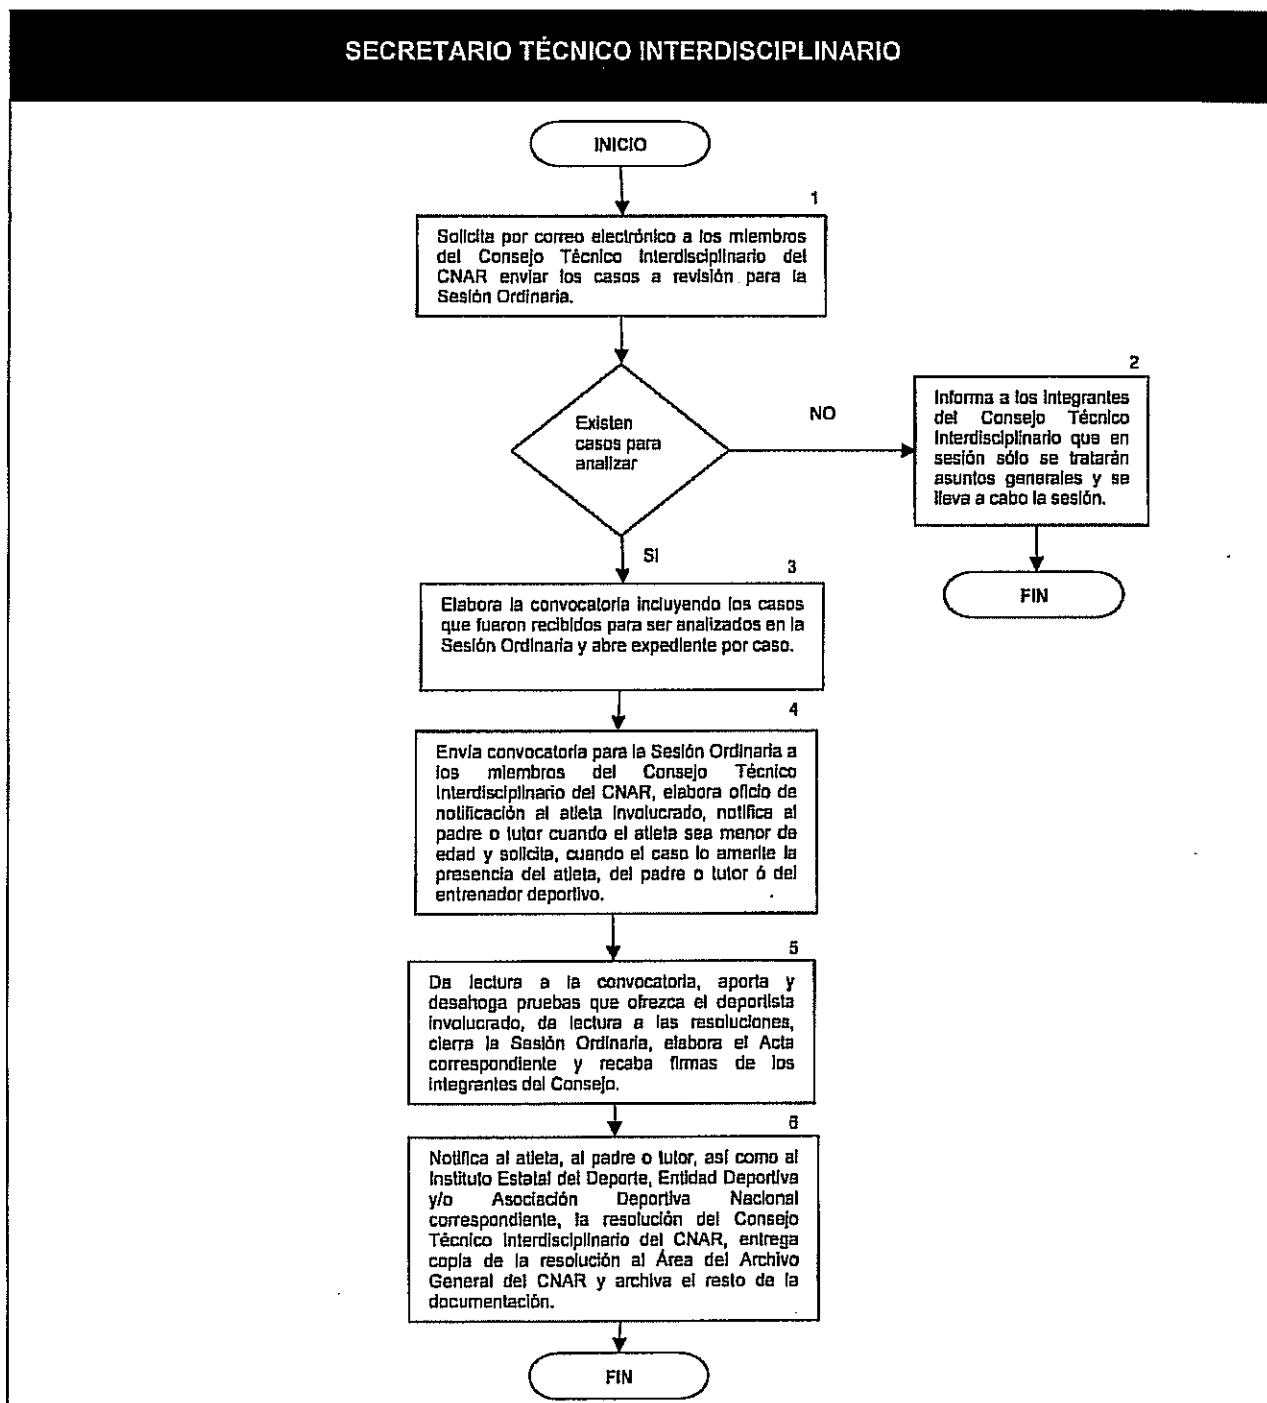 SECRETARIO TÉCNICO INTERDISCIPLINARIO
INICIO
1
Solicita por correo electrónico a los miembros
del Consejo Técnico Interdisciplinario del
CNAR enviar los casos a revisión para la
Sesión Ordinaria.
Existen
casos para
analizar
NO
2
Informa a los integrantes
del Consejo Técnico
Interdisciplinario que en
sesión sólo se tratarán
asuntos generales y se
lleva a cabo la sesión.
FIN
SI
3
Elabora la convocatoria incluyendo los casos
que fueron recibidos para ser analizados en la
Sesión Ordinaria y abre expediente por caso.
4
Envía convocatoria para la Sesión Ordinaria a
los miembros del Consejo Técnico
Interdisciplinario del CNAR, elabora oficio de
notificación al atleta involucrado, notifica al
padre o tutor cuando el atleta sea menor de
edad y solicita, cuando el caso lo amerite la
presencia del atleta, del padre o tutor ó del
entrenador deportivo.
5
Da lectura a la convocatoria, aporta y
desahoga pruebas que ofrezca el deportista
involucrado, da lectura a las resoluciones,
cierra la Sesión Ordinaria, elabora el Acta
correspondiente y recaba firmas de los
integrantes del Consejo.
6
Notifica al atleta, al padre o tutor, así como al
Instituto Estatal del Deporte, Entidad Deportiva
y/o Asociación Deportiva Nacional
correspondiente, la resolución del Consejo
Técnico Interdisciplinario del CNAR, entrega
copia de la resolución al Área del Archivo
General del CNAR y archiva el resto de la
documentación.
FIN